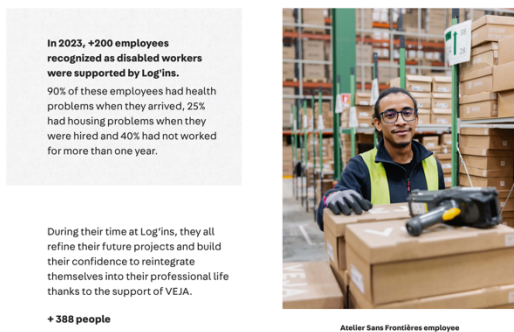 In 2023, +200 employees
recognized as disabled workers
were supported by Log'ins.
90% of these employees had health
problems when they arrived, 25%
had housing problems when they
were hired and 40% had not worked
for more than one year.
During their time at Log'ins, they all
refine their future projects and build
their confidence to reintegrate
themselves into their professional life
thanks to the support of VEJA.
+ 388 people
VEJA
Atelier Sans Frontières employee